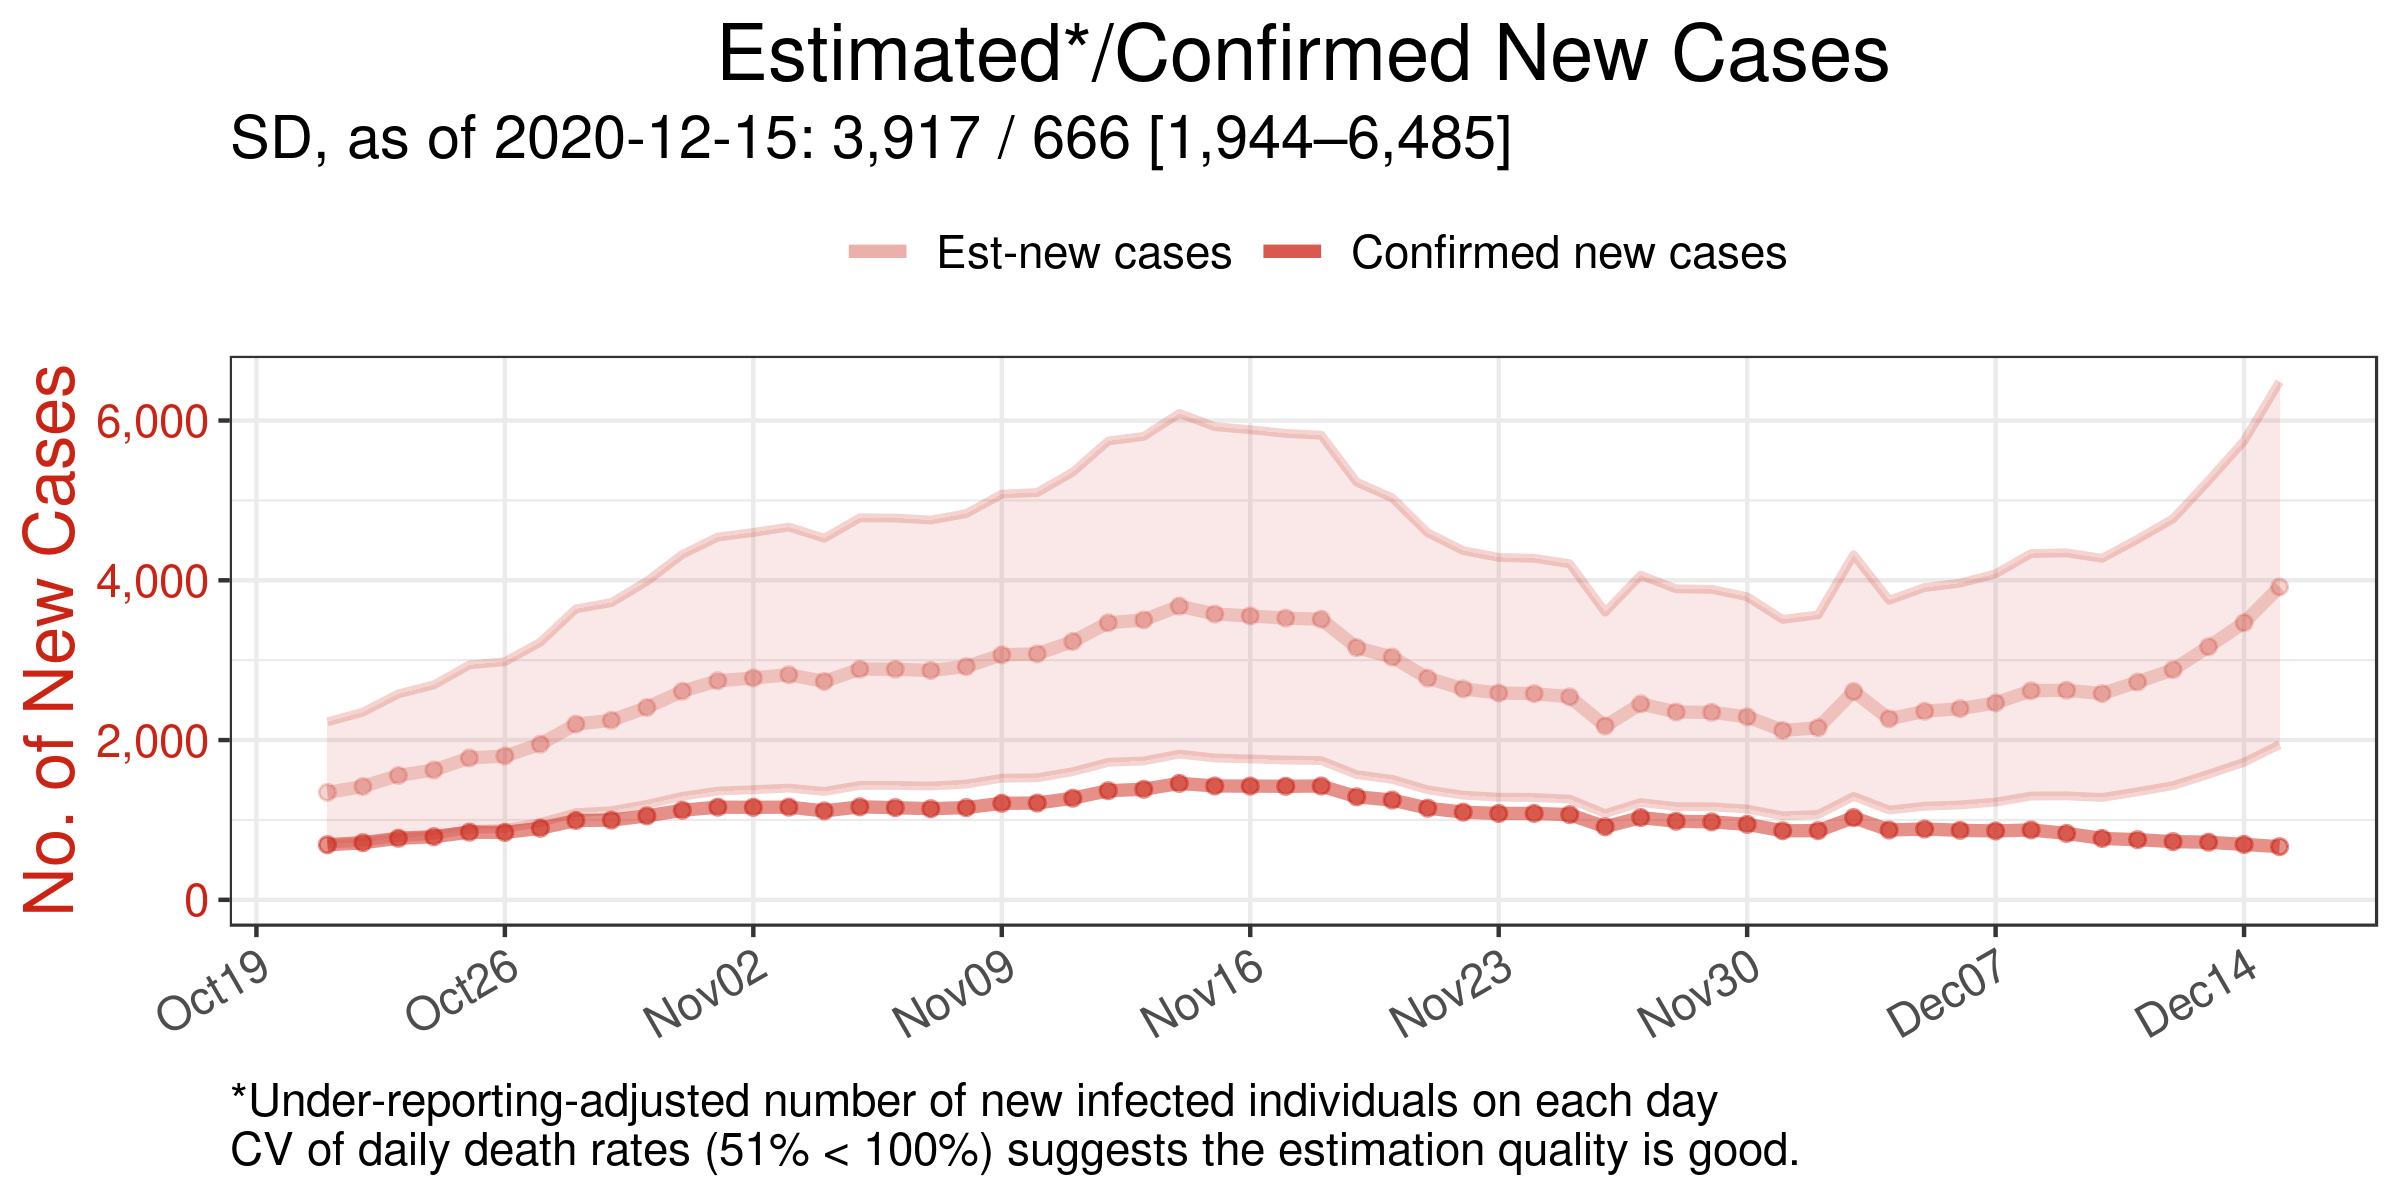 Estimated*/Confirmed New Cases
SD, as of 2020-12-15: 3,917 / 666 [1,944–6,485]
Est-new cases
Confirmed new cases
No. of New Cases
6,000
4,000
2,000
0
Oct19
Oct26
Nov02
Nov09
Nov16
Nov23
Nov30
Dec07
Dec14
*Under-reporting-adjusted number of new infected individuals on each day
CV of daily death rates (51% < 100%) suggests the estimation quality is good.